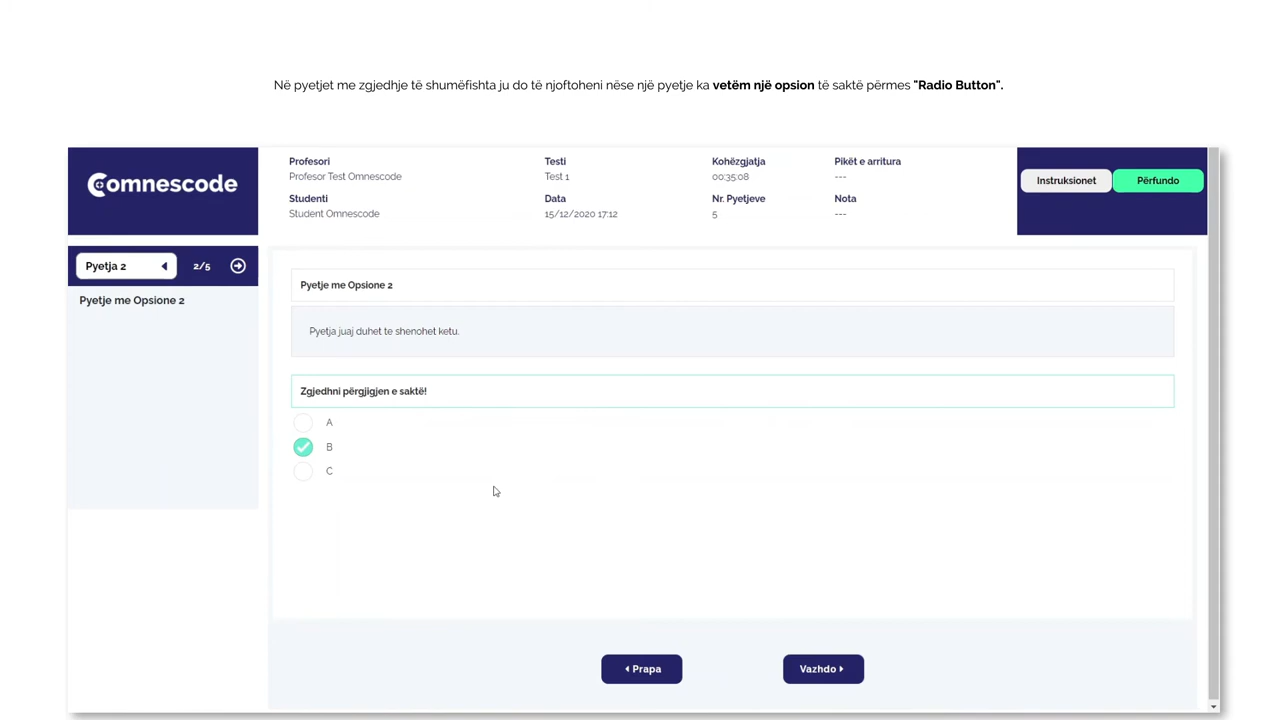 Në pyetjet me zgjedhje të shumëfishta ju do të njoftoheni nëse një pyetje ka vetëm një opsion të saktë përmes "Radio Button".
omnescode
Profesori
Profesor Test Omnescode
Studenti
Student Omnescode
Testi
Test 1
Data
15/12/2020 17:12
Kohëzgjatja
00:35:08
Nr. Pyetjeve
5
Pikët e arritura
---
Nota
---
Instruksionet
Përfundo
Pyetja 2
2/5
Pyetje me Opsione 2
Pyetje me Opsione 2
Pyetja juaj duhet te shenohet ketu.
Zgjedhni përgjigjen e saktë!
A
B
C
Prapa
Vazhdo